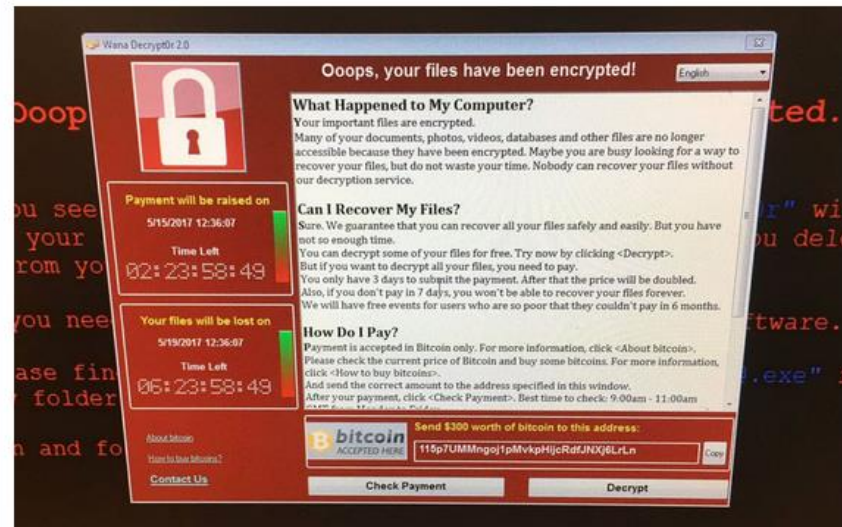 Wana Decrypt0r 2.0
Ooops, your files have been encrypted!
English
What Happened to My Computer?
Your important files are encrypted.
Many of your documents, photos, videos, databases and other files are no longer
accessible because they have been encrypted. Maybe you are busy looking for a way to
recover your files, but do not waste your time. Nobody can recover your files without
our decryption service.
Can I Recover My Files?
Sure. We guarantee that you can recover all your files safely and easily. But you have
not so enough time.
You can decrypt some of your files for free. Try now by clicking <Decrypt>.
But if you want to decrypt all your files, you need to pay.
You only have 3 days to submit the payment. After that the price will be doubled.
Also, if you don't pay in 7 days, you won't be able to recover your files forever.
We will have free events for users who are so poor that they couldn't pay in 6 months.
How Do I Pay?
Payment is accepted in Bitcoin only. For more information, click <About bitcoin>.
Please check the current price of Bitcoin and buy some bitcoins. For more information,
click <How to buy bitcoins>.
And send the correct amount to the address specified in this window.
After your payment, click <Check Payment>. Best time to check: 9:00am - 11:00am
Payment will be raised on
5/15/2017 12:36:07
Time Left
02:23:58:49
Your files will be lost on
5/19/2017 12:36:07
Time Left
06:23:58:49
About bitcoin
How to buy bitcoins?
Contact Us
bitcoin
ACCEPTED HERE
Send $300 worth of bitcoin to this address:
115p7UMMngoj1pMvkpHijcRdfJNXj6LrLn
Copy
Check Payment
Decrypt
Ooop
ted.
ou see
" wi
your
u del
rom yo
you nee
tware.
ase fin
.exe"
folder
n and fo